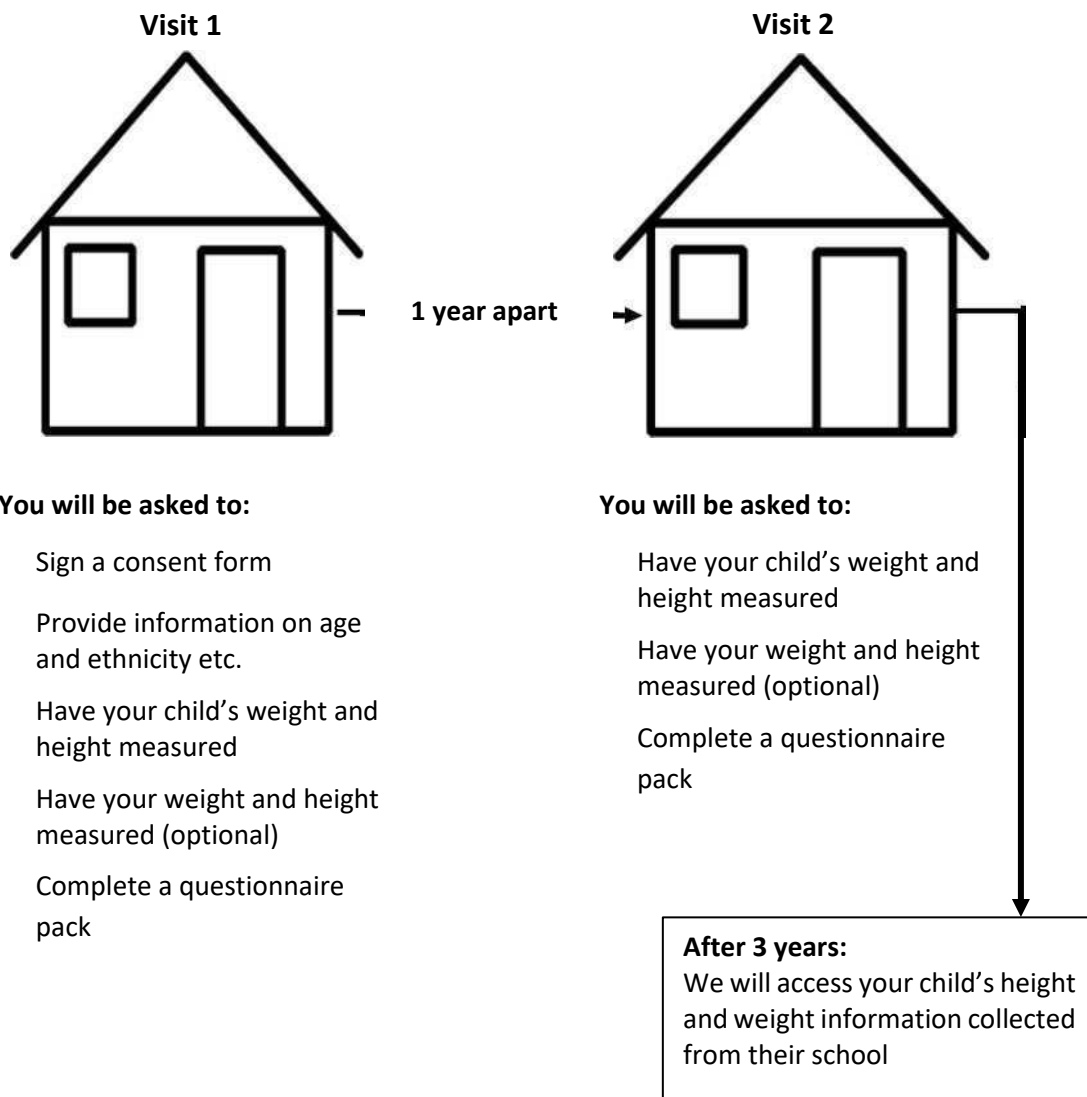 Visit 1
Visit 2
1 year apart
You will be asked to:
Sign a consent form
Provide information on age
and ethnicity etc.
Have your child’s weight and
height measured
Have your weight and height
measured (optional)
Complete a questionnaire
pack
You will be asked to:
Have your child’s weight and
height measured
Have your weight and height
measured (optional)
Complete a questionnaire
pack
After 3 years:
We will access your child’s height
and weight information collected
from their school